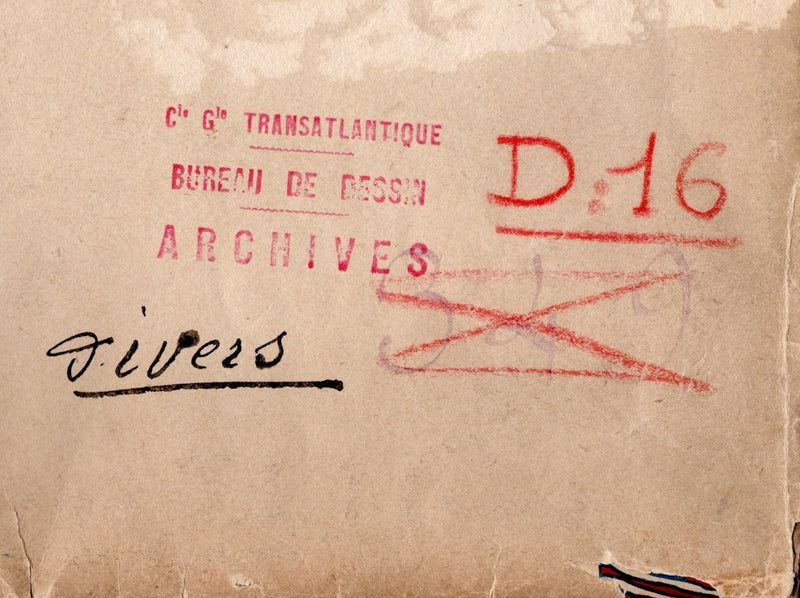 Cie Gle TRANSATLANTIQUE
BUREAU DE DESSIN
ARCHIVES
D:16
divers